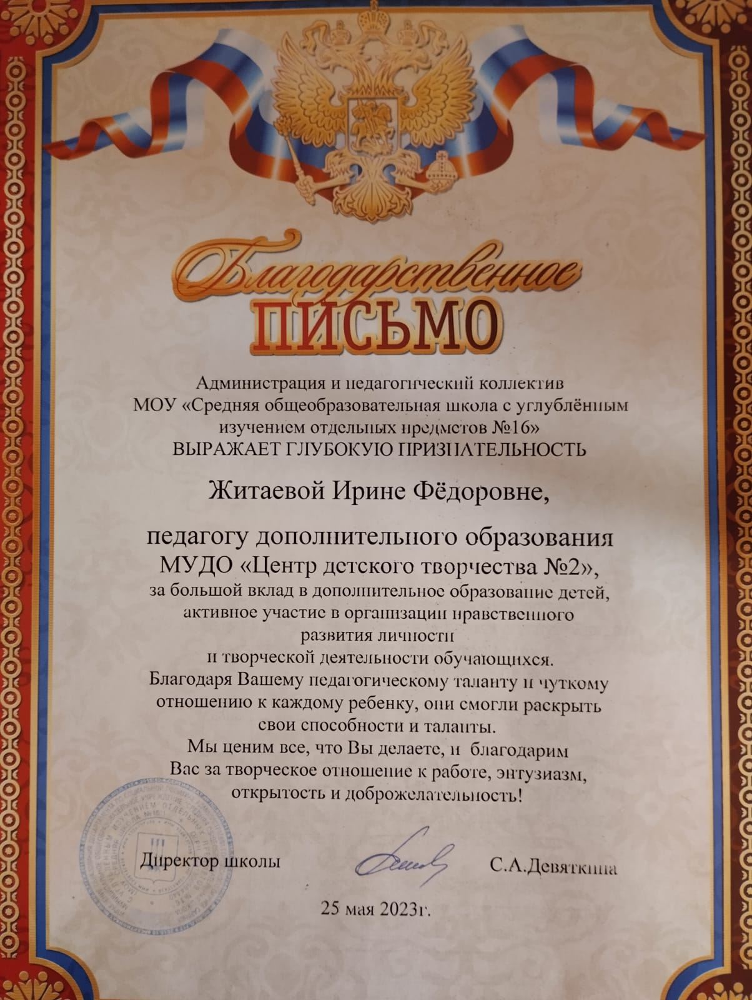 Благодарственное
ПИСЬМО
Администрация и педагогический коллектив
МОУ «Средняя общеобразовательная школа с углублённым
изучением отдельных предметов №16»
ВЫРАЖАЕТ ГЛУБОКУЮ ПРИЗНАТЕЛЬНОСТЬ
Житаевой Ирине Фёдоровне,
педагогу дополнительного образования
МУДО «Центр детского творчества №2»,
за большой вклад в дополнительное образование детей,
активное участие в организации нравственного
развития личности
и творческой деятельности обучающихся.
Благодаря Вашему педагогическому таланту и чуткому
отношению к каждому ребенку, они смогли раскрыть
свои способности и таланты.
Мы ценим все, что Вы делаете, и благодарим
Вас за творческое отношение к работе, энтузиазм,
открытость и доброжелательность!
Директор школы С.А.Девяткина
25 мая 2023г.